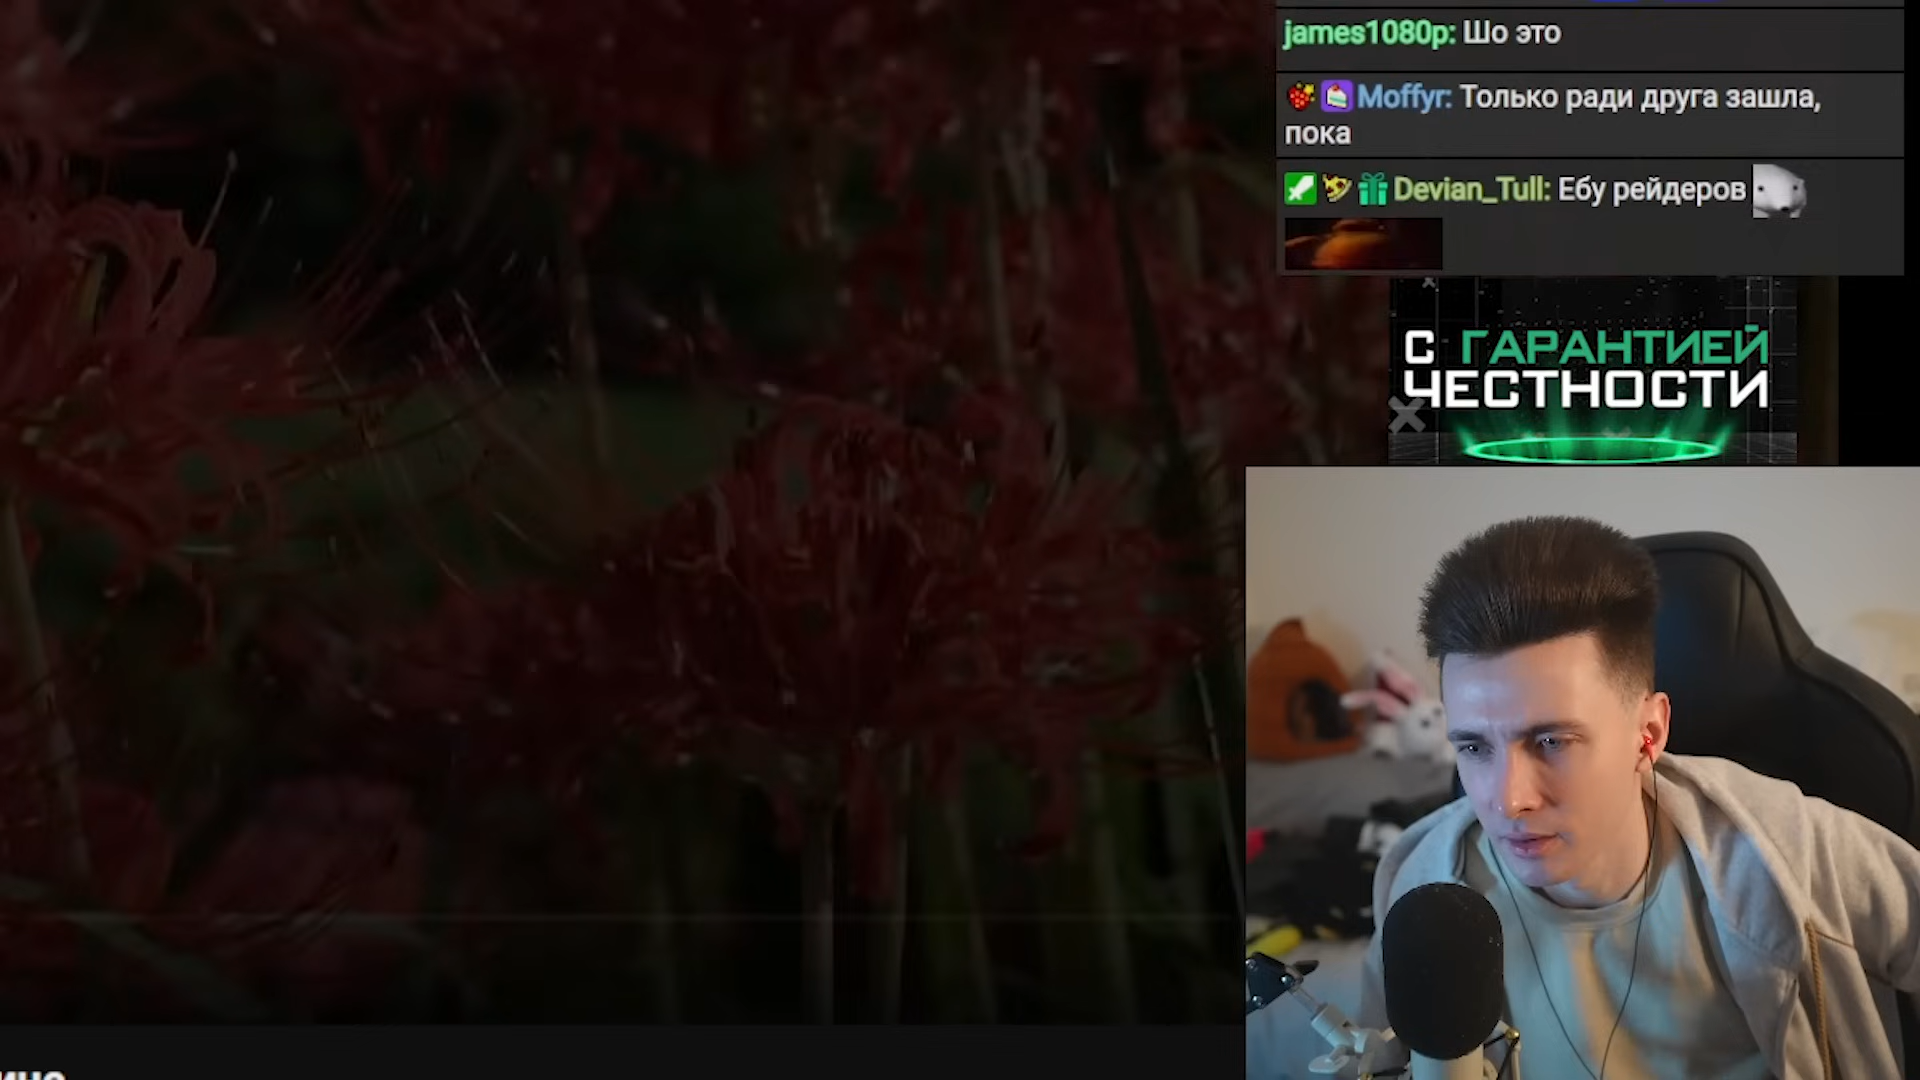 james1080p: Шо это
Moffyr: Только ради друга зашла,
пока
Devian_Tull: Ебу рейдеров
С ГАРАНТИЕЙ
ЧЕСТНОСТИ